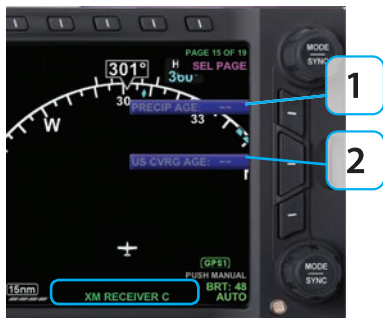 PAGE 15 OF 19
MODE
SYNC
SEL PAGE
301°
H
360°
30
33
W
PRECIP AGE: --
1
US CVRG AGE: --
2
GPS1
PUSH MANUAL
15nm
XM RECEIVER C
BRT: 48
AUTO
MODE
SYNC